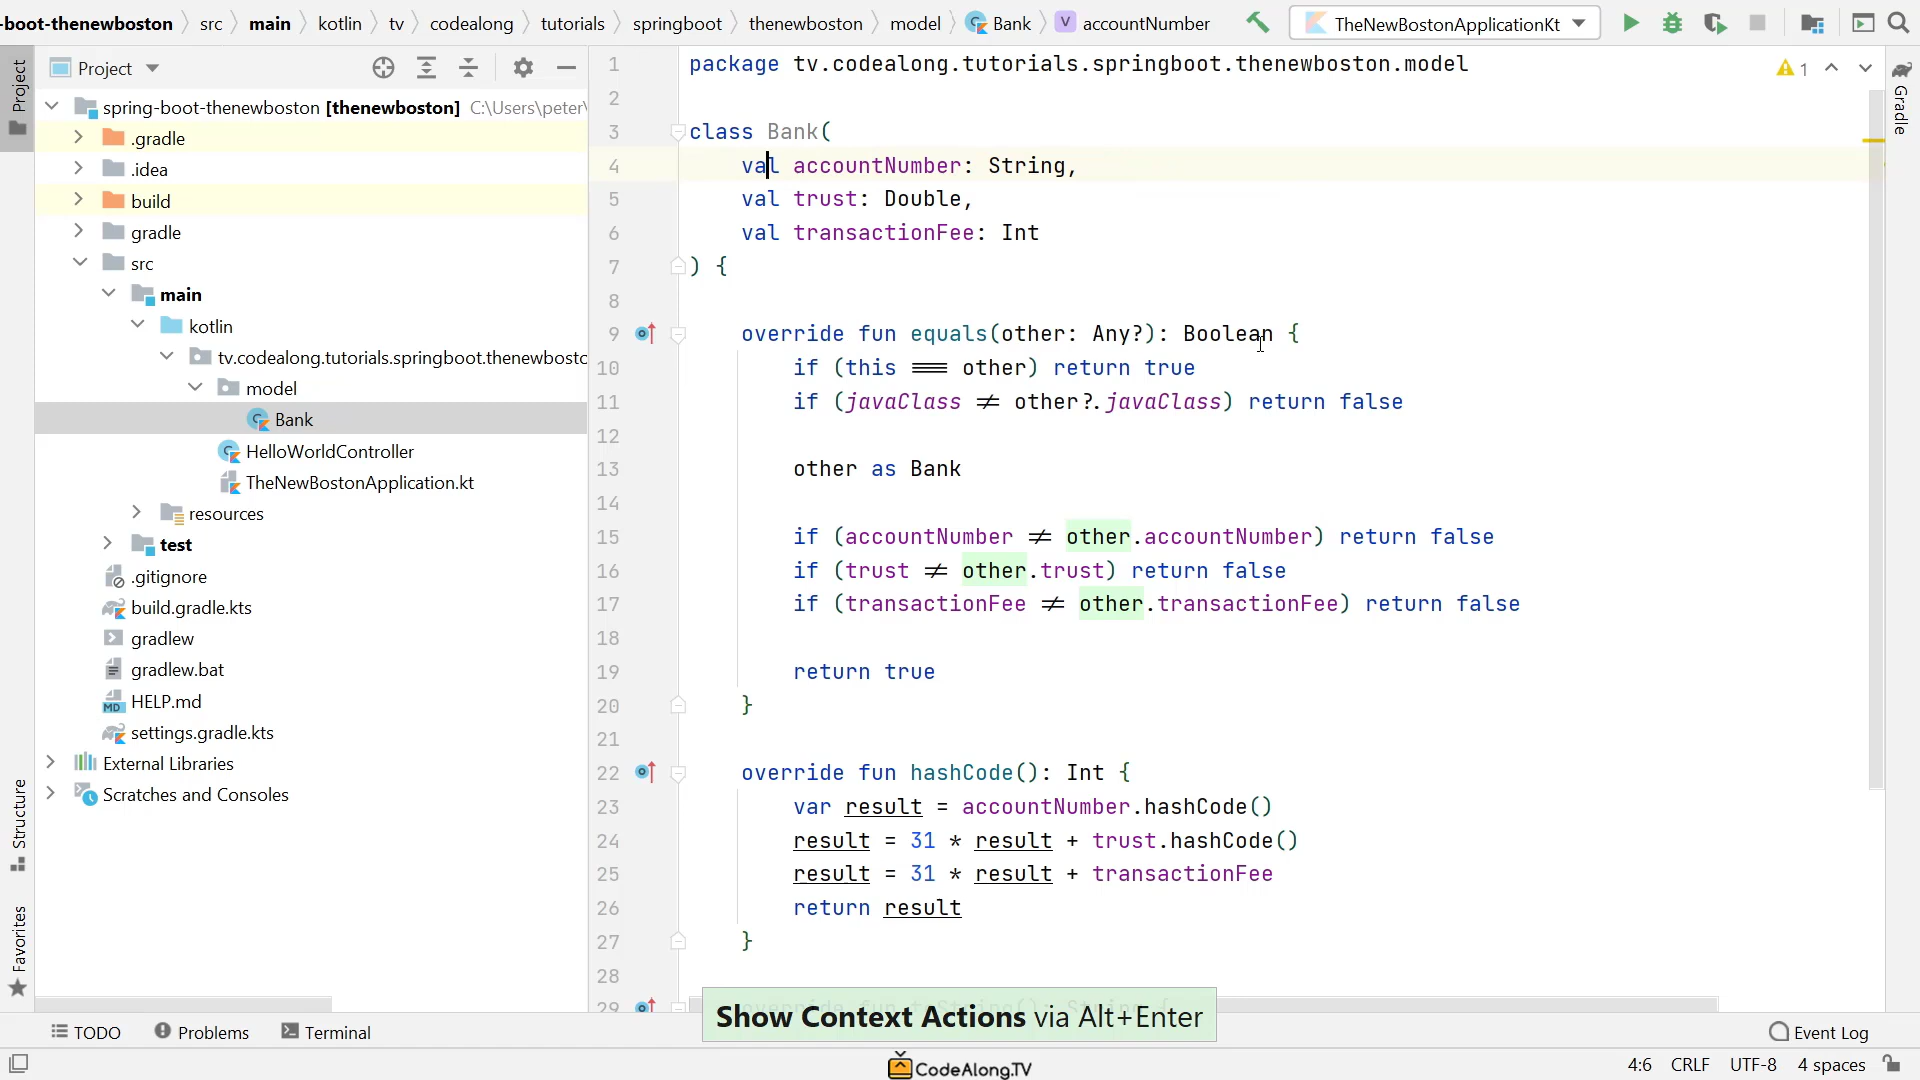 -boot-thenewboston src main kotlin tv codealong tutorials springboot thenewboston model Bank V accountNumber TheNewBostonApplicationKt
Project
spring-boot-thenewboston [thenewboston] C:\Users\peter\
.gradle
.idea
build
gradle
src
main
kotlin
tv.codealong.tutorials.springboot.thenewbosto
model
Bank
HelloWorldController
TheNewBostonApplication.kt
resources
test
.gitignore
build.gradle.kts
gradlew
gradlew.bat
HELP.md
settings.gradle.kts
External Libraries
Scratches and Consoles
Project
Structure
Favorites
1 package tv.codealong.tutorials.springboot.thenewboston.model
2
3 class Bank(
4 val accountNumber: String,
5 val trust: Double,
6 val transactionFee: Int
7 ) {
8
9 override fun equals(other: Any?): Boolean {
10 if (this === other) return true
11 if (javaClass != other?.javaClass) return false
12
13 other as Bank
14
15 if (accountNumber != other.accountNumber) return false
16 if (trust != other.trust) return false
17 if (transactionFee != other.transactionFee) return false
18
19 return true
20 }
21
22 override fun hashCode(): Int {
23 var result = accountNumber.hashCode()
24 result = 31 * result + trust.hashCode()
25 result = 31 * result + transactionFee
26 return result
27 }
28
29 override fun toString(): String {
1
Gradle
Show Context Actions via Alt+Enter
TODO Problems Terminal Event Log
CodeAlong.TV
4:6 CRLF UTF-8 4 spaces